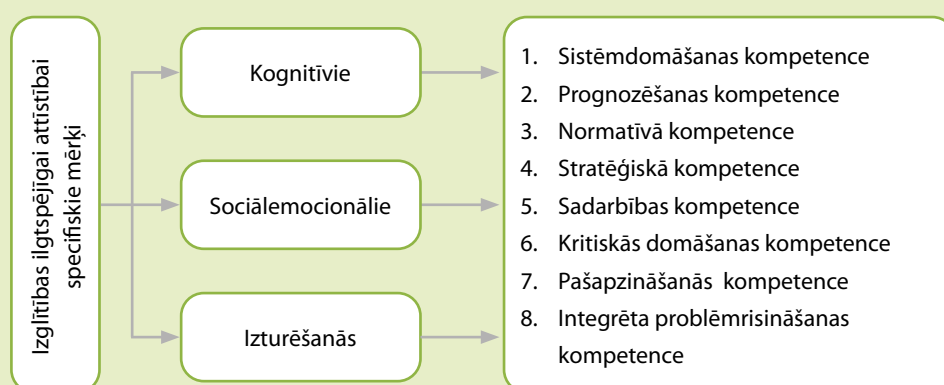 Izglītības ilgtspējīgai attīstībai
specifiskie mērķi
Kognitīvie
Sociālemocionālie
Izturēšanās
1. Sistēmdomāšanas kompetence
2. Prognozēšanas kompetence
3. Normatīvā kompetence
4. Stratēģiskā kompetence
5. Sadarbības kompetence
6. Kritiskās domāšanas kompetence
7. Pašapzināšanās kompetence
8. Integrēta problēmrisināšanas
kompetence